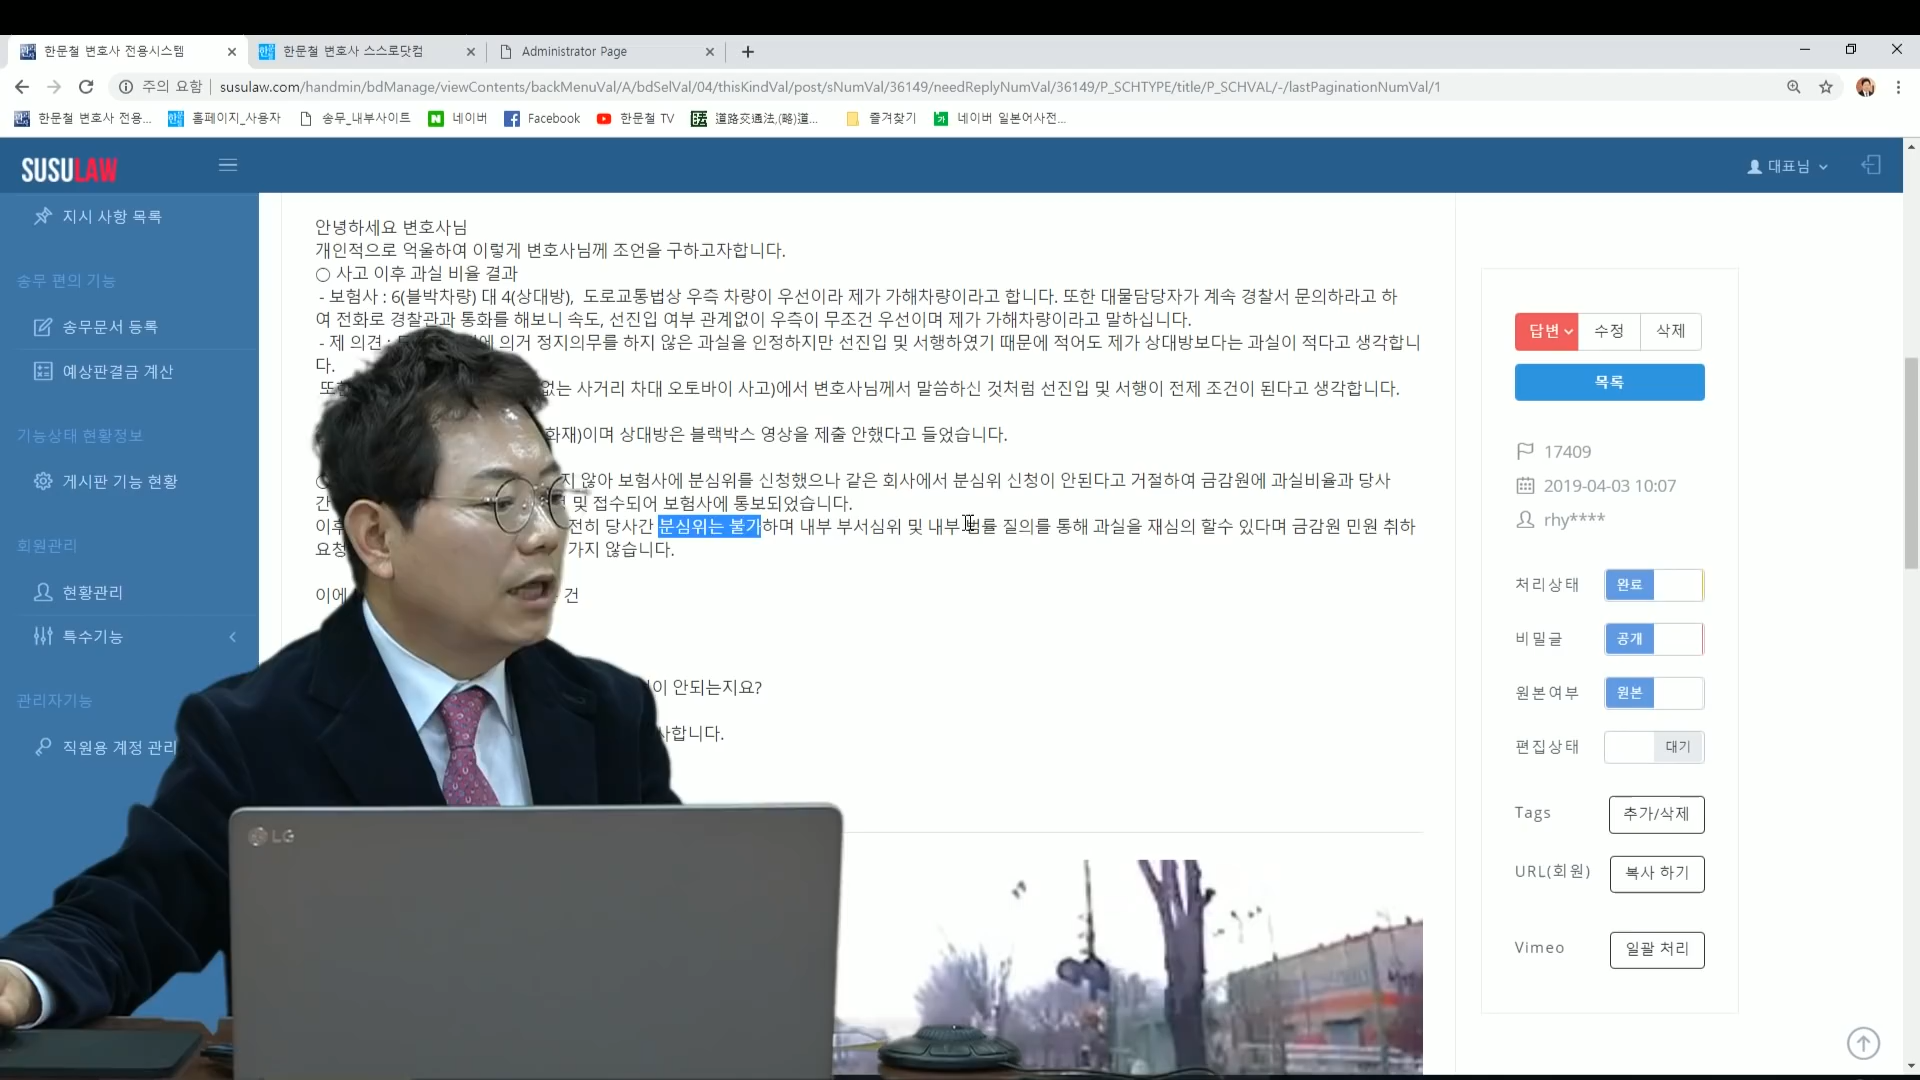 한문철 변호사 전용시스템
한문철 변호사 스스로닷컴
Administrator Page
주의 요함
susulaw.com/handmin/bdManage/viewContents/backMenuVal/A/bdSelVal/04/thisKindVal/post/sNumVal/36149/needReplyNumVal/36149/P_SCHTYPE/title/P_SCHVAL/-/lastPaginationNumVal/1
한문철 변호사 전용...
홈페이지_사용자
송무_내부사이트
네이버
Facebook
한문철 TV
道路交通法,(略)道...
즐겨찾기
네이버 일본어사전...
SUSULAW
대표님
지시 사항 목록
송무 편의 기능
송무문서 등록
예상판결금 계산
기능상태 현황정보
게시판 기능 현황
회원관리
현황관리
특수기능
관리자기능
직원용 계정 관리
안녕하세요 변호사님
개인적으로 억울하여 이렇게 변호사님께 조언을 구하고자합니다.
○ 사고 이후 과실 비율 결과
- 보험사 : 6(블박차량) 대 4(상대방), 도로교통법상 우측 차량이 우선이라 제가 가해차량이라고 합니다. 또한 대물담당자가 계속 경찰서 문의하라고 하
여 전화로 경찰관과 통화를 해보니 속도, 선진입 여부 관계없이 우측이 무조건 우선이며 제가 가해차량이라고 말하십니다.
- 제 의견 : 의거 정지의무를 하지 않은 과실을 인정하지만 선진입 및 서행하였기 때문에 적어도 제가 상대방보다는 과실이 적다고 생각합니
다.
또한 없는 사거리 차대 오토바이 사고)에서 변호사님께서 말씀하신 것처럼 선진입 및 서행이 전제 조건이 된다고 생각합니다.
화재)이며 상대방은 블랙박스 영상을 제출 안했다고 들었습니다.
지 않아 보험사에 분심위를 신청했으나 같은 회사에서 분심위 신청이 안된다고 거절하여 금감원에 과실비율과 당사
간 및 접수되어 보험사에 통보되었습니다.
이후 전히 당사간 분심위는 불가하며 내부 부서심위 및 내부 법률 질의를 통해 과실을 재심의 할수 있다며 금감원 민원 취하
요청 가지 않습니다.
이에 건
이 안되는지요?
사합니다.
답변
수정
삭제
목록
17409
2019-04-03 10:07
rhy****
처리상태 완료
비밀글 공개
원본여부 원본
편집상태 대기
Tags 추가/삭제
URL(회원) 복사 하기
Vimeo 일괄 처리
LG